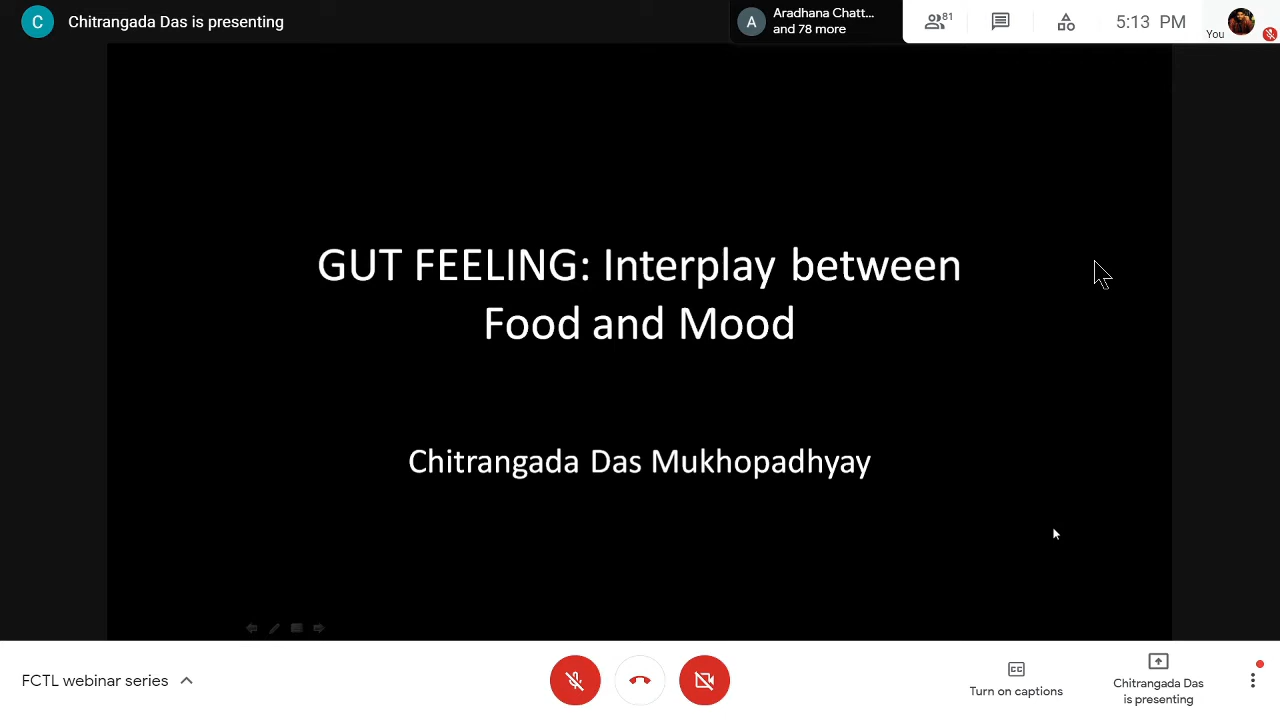 C
Chitrangada Das is presenting
A
Aradhana Chatt...
and 78 more
81
5:13 PM
You
GUT FEELING: Interplay between
Food and Mood
Chitrangada Das Mukhopadhyay
FCTL webinar series
CC
Turn on captions
Chitrangada Das
is presenting